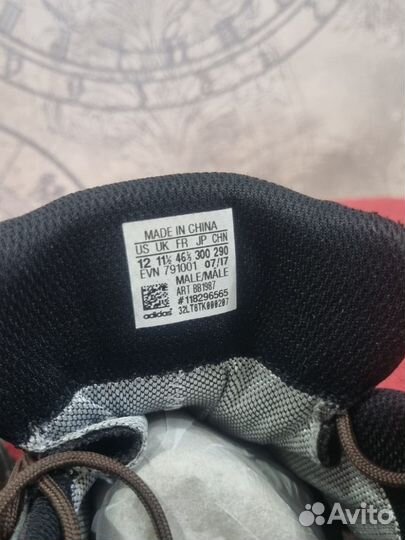 MADE IN CHINA
US UK FR JP CHN
12 11½ 46⅔ 300 290
EVN 791001 07/17
MALE/MÂLE
ART BB1987
#118296565
adidas 32LT8TK000207
Avito